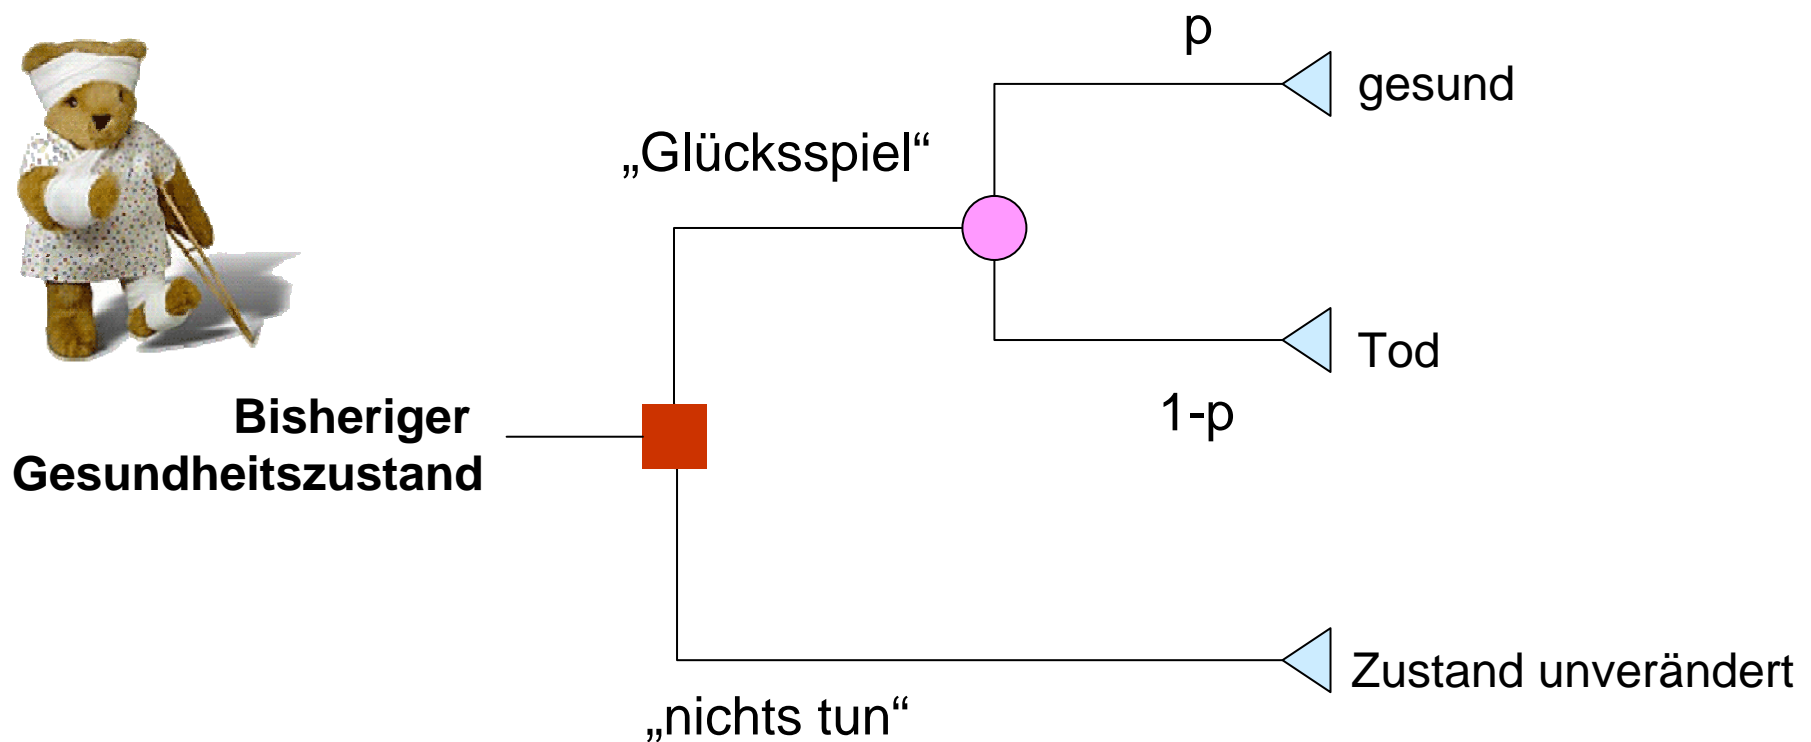 p
gesund
„Glücksspiel“
Tod
Bisheriger
Gesundheitszustand
1-p
Zustand unverändert
„nichts tun“